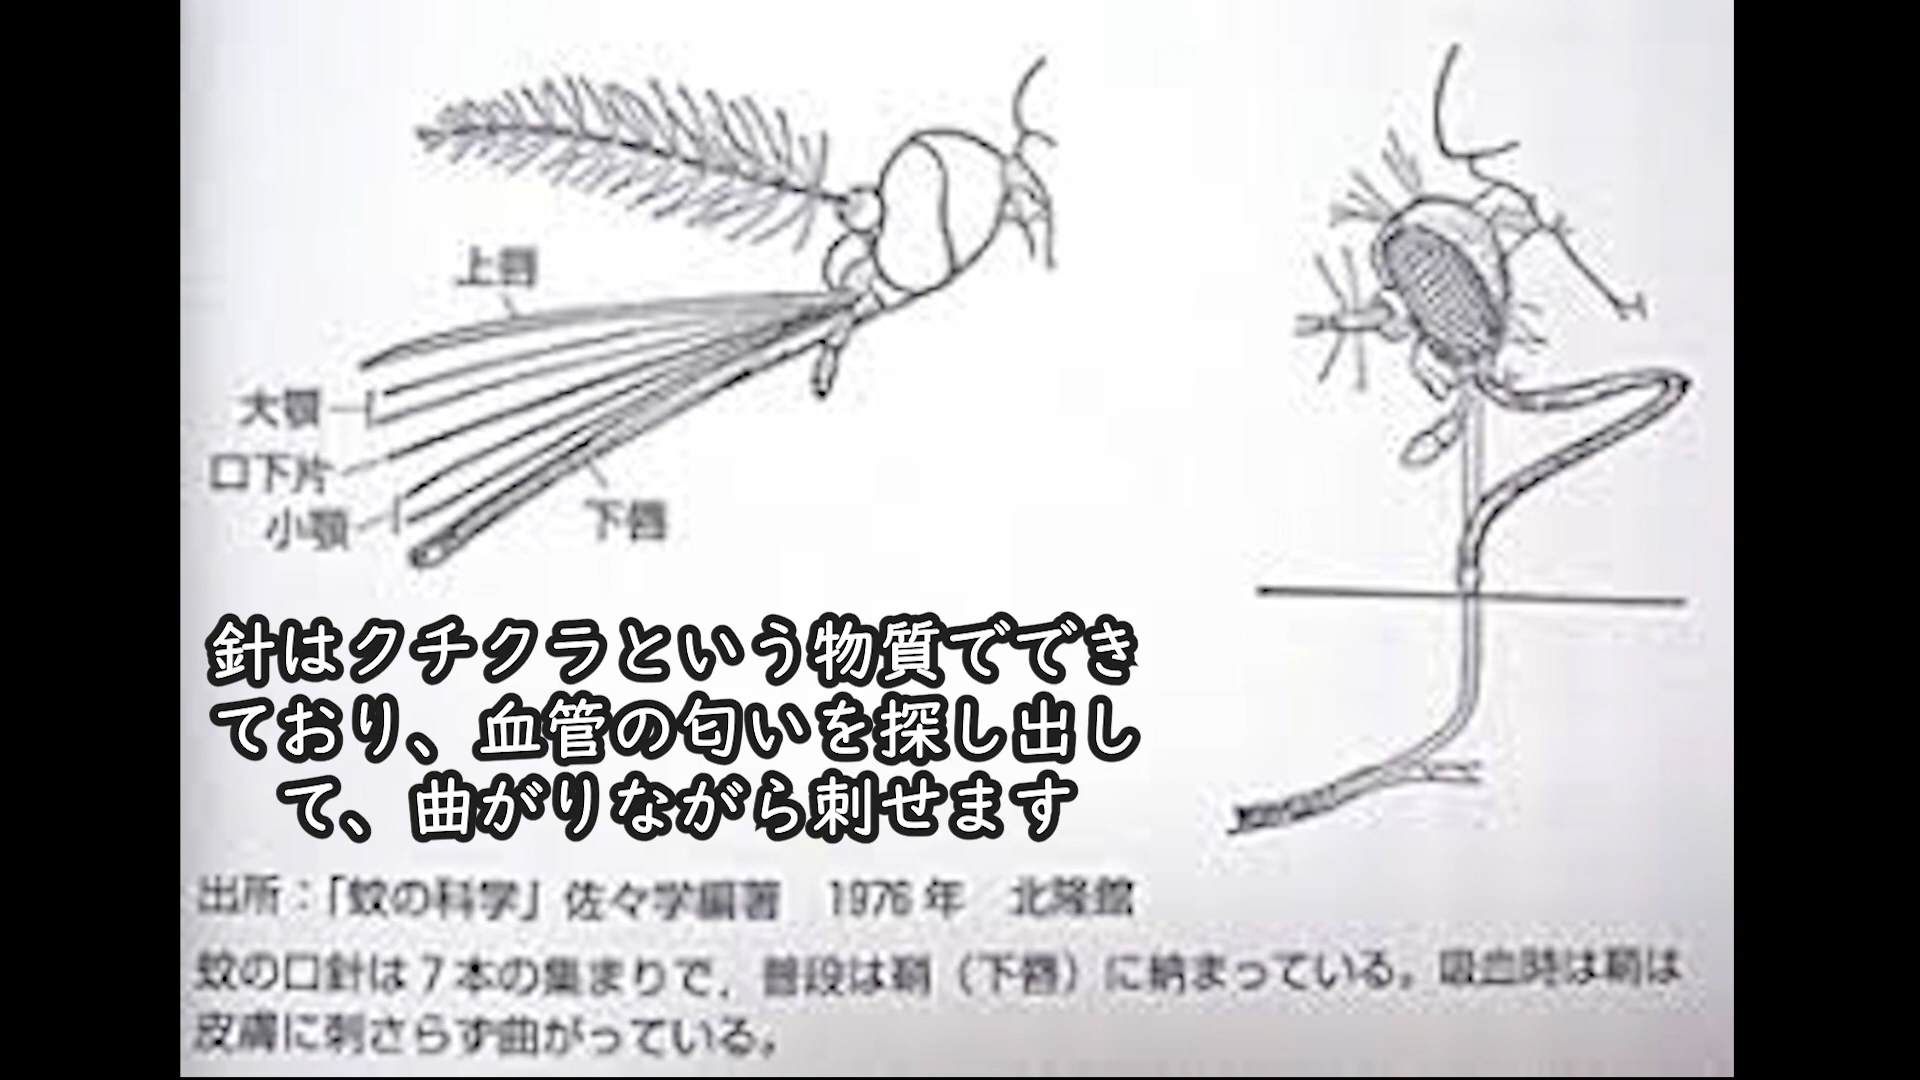 上唇
大顎
口下片
小顎
下唇
針はクチクラという物質ででき
ており、血管の匂いを探し出し
て、曲がりながら刺せます
出所：「蚊の科学」佐々学編著　1976年　北隆館
蚊の口針は７本の集まりで、普段は鞘（下唇）に納まっている。吸血時は鞘は
皮膚に刺さらず曲がっている。